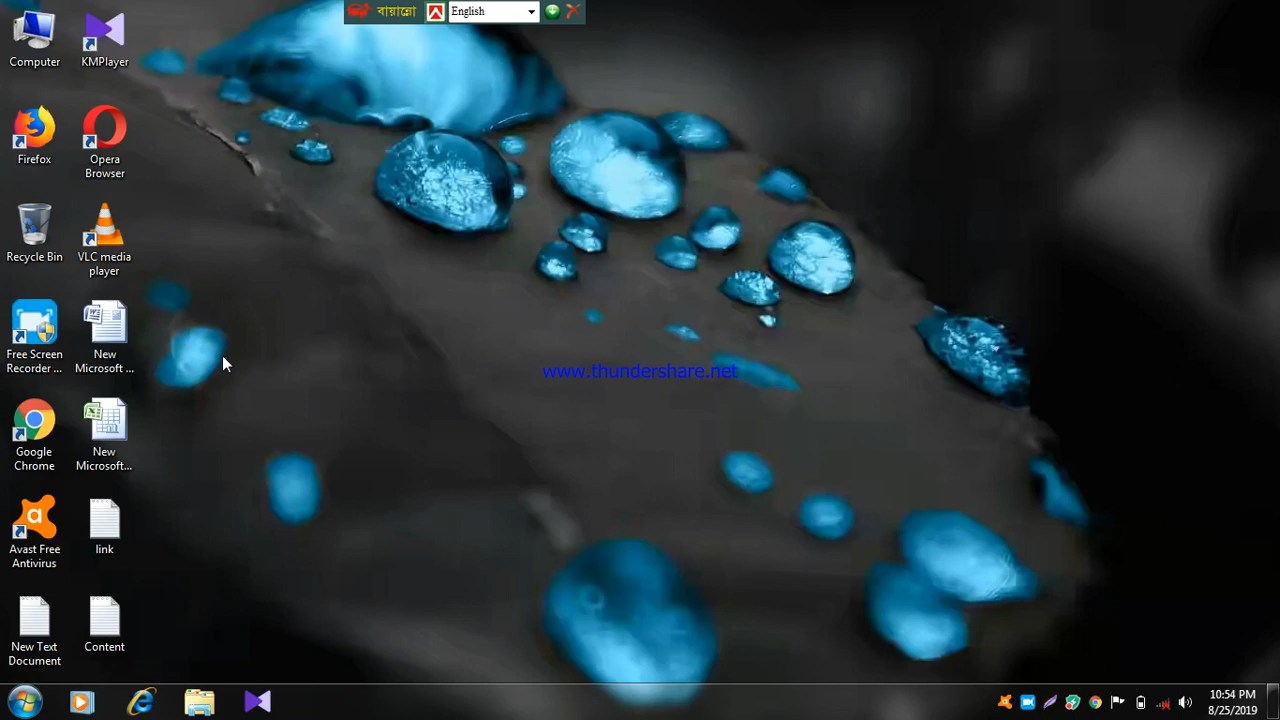 বায়ান্নো English
Computer
KMPlayer
Firefox
Opera
Browser
Recycle Bin
VLC media
player
Free Screen
Recorder ...
New
Microsoft ...
www.thundershare.net
Google
Chrome
New
Microsoft...
Avast Free
Antivirus
link
New Text
Document
Content
10:54 PM
8/25/2019